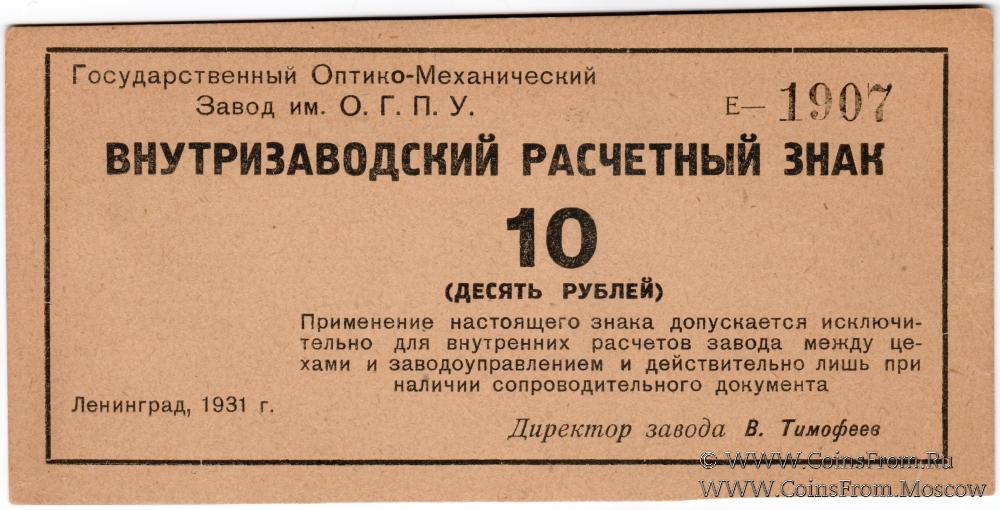 Государственный Оптико-Механический
Завод им. О. Г. П. У.
Е— 1907
ВНУТРИЗАВОДСКИЙ РАСЧЕТНЫЙ ЗНАК
10
(ДЕСЯТЬ РУБЛЕЙ)
Применение настоящего знака допускается исключи-
тельно для внутренних расчетов завода между це-
хами и заводоуправлением и действительно лишь при
наличии сопроводительного документа
Ленинград, 1931 г.
Директор завода В. Тимофеев
© WWW.CoinsFrom.Ru
WWW.CoinsFrom.Moscow